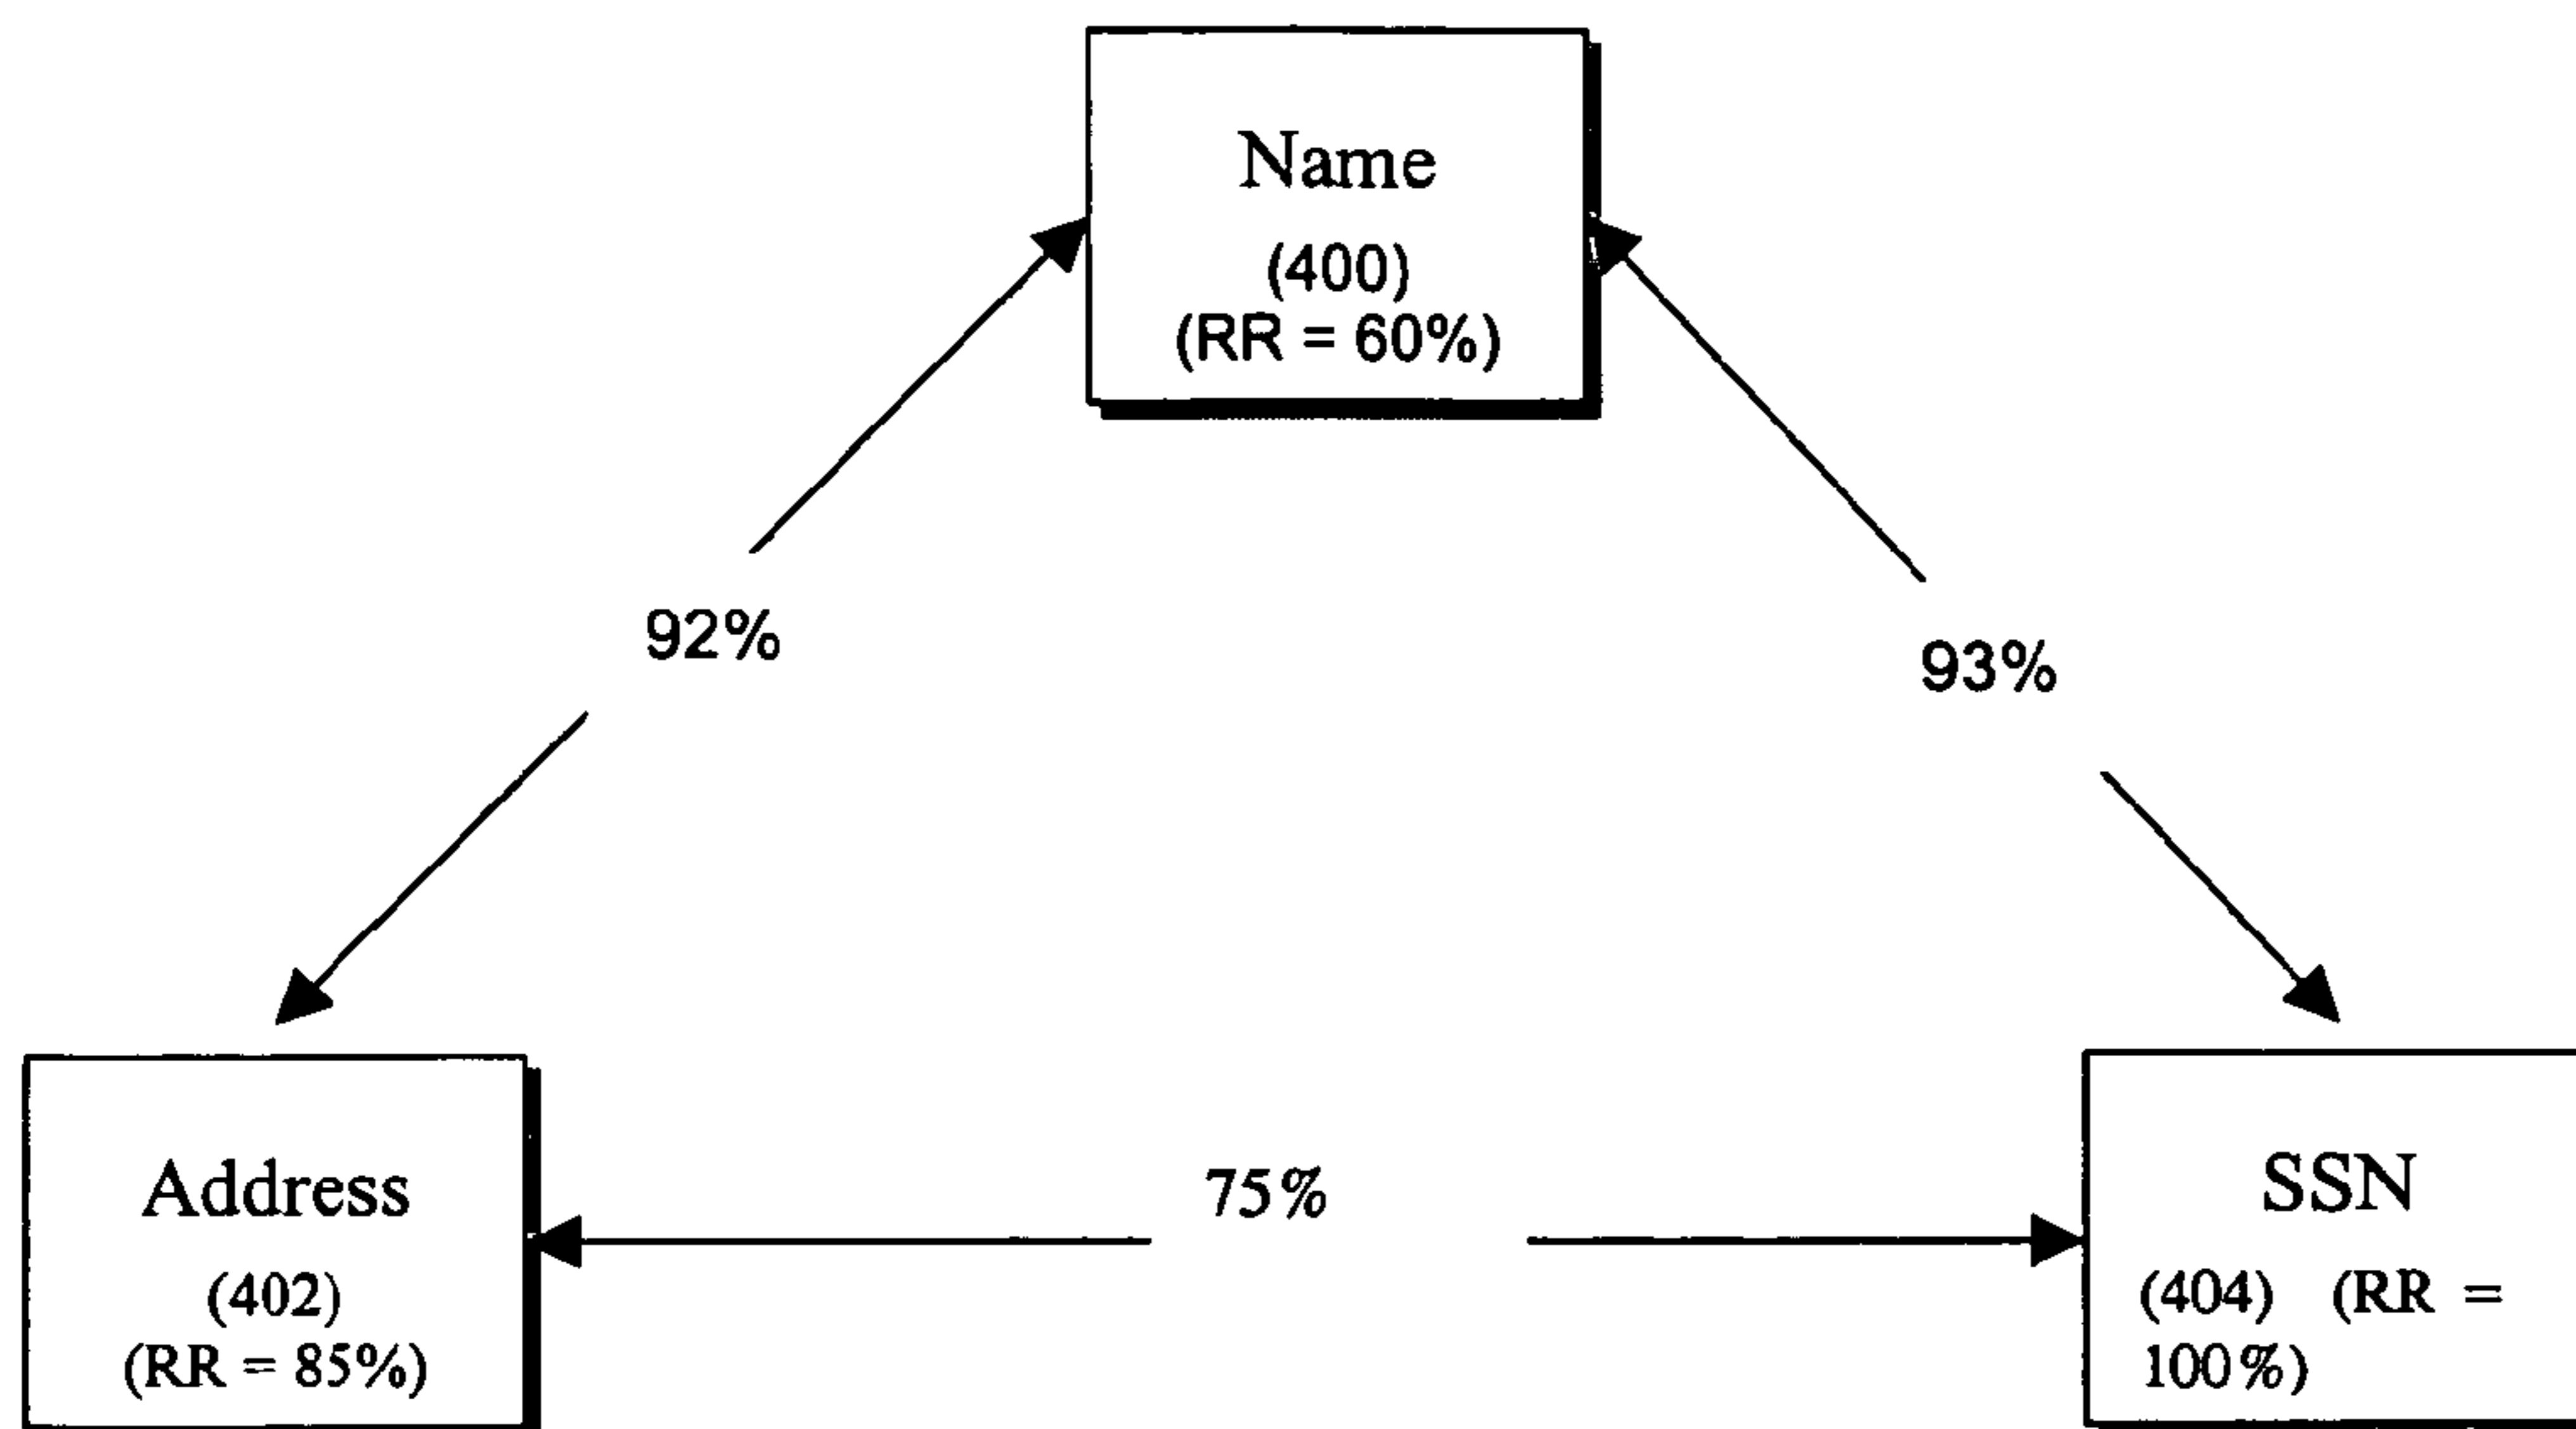 Name
(400)
(RR = 60%)
92%
93%
Address
(402)
(RR = 85%)
75%
SSN
(404) (RR =
100%)